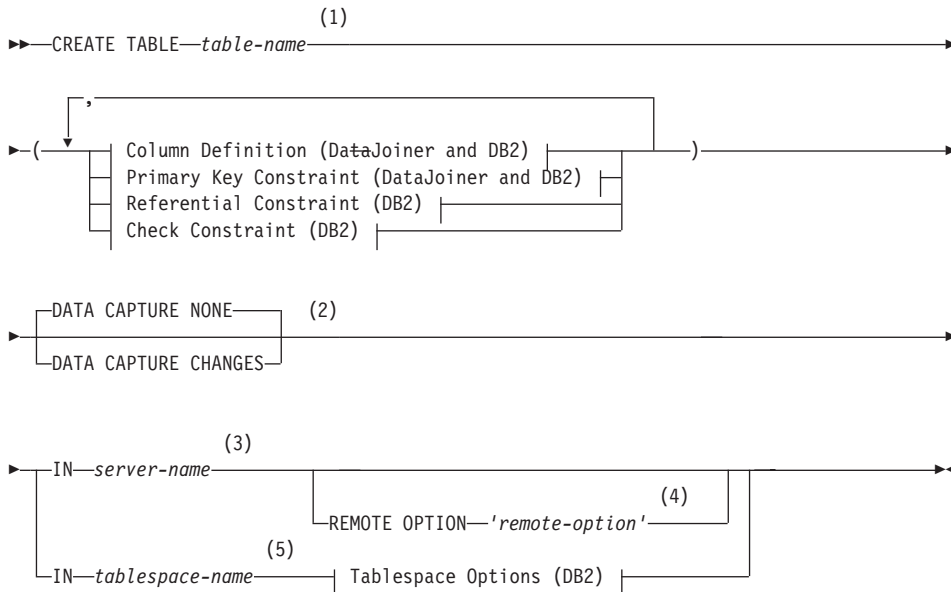 (1)
CREATE TABLE table-name
,
( Column Definition (DataJoiner and DB2) )
Primary Key Constraint (DataJoiner and DB2)
Referential Constraint (DB2)
Check Constraint (DB2)
DATA CAPTURE NONE (2)
DATA CAPTURE CHANGES
(3)
IN server-name
(4)
REMOTE OPTION 'remote-option'
(5)
IN tablespace-name Tablespace Options (DB2)